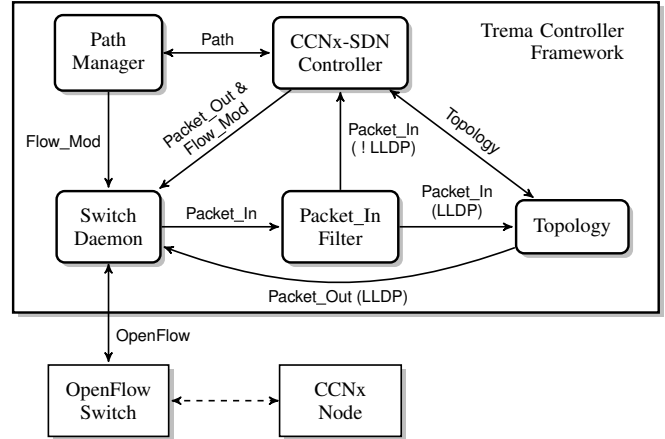 Path
Manager
Path
CCNx-SDN
Controller
Trema Controller
Framework
Flow_Mod
Packet_Out &
Flow_Mod
Packet_In
( ! LLDP)
Topology
Switch
Daemon
Packet_In
Packet_In
Filter
Packet_In
(LLDP)
Topology
Packet_Out (LLDP)
OpenFlow
OpenFlow
Switch
CCNx
Node